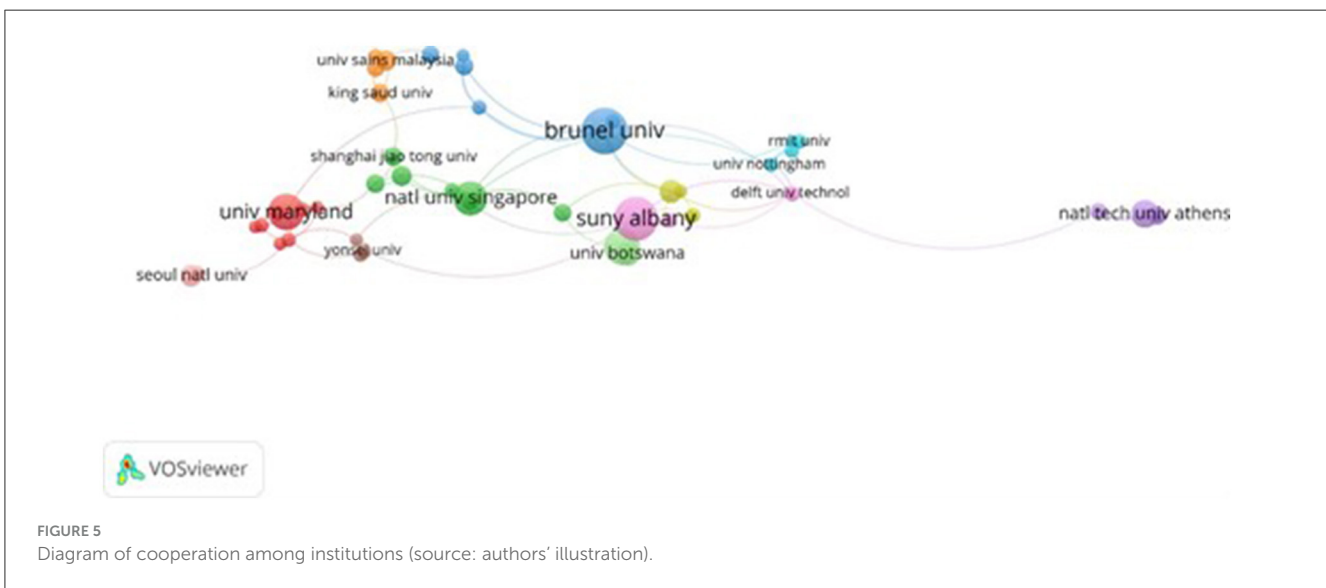 univ sains malaysia
king saud univ
brunel univ
rmit univ
shanghai jiao tong univ
univ nottingham
natl univ singapore
delft univ technol
univ maryland
suny albany
natl tech univ athens
yonsei univ
univ botswana
seoul natl univ
VOSviewer
FIGURE 5
Diagram of cooperation among institutions (source: authors' illustration).